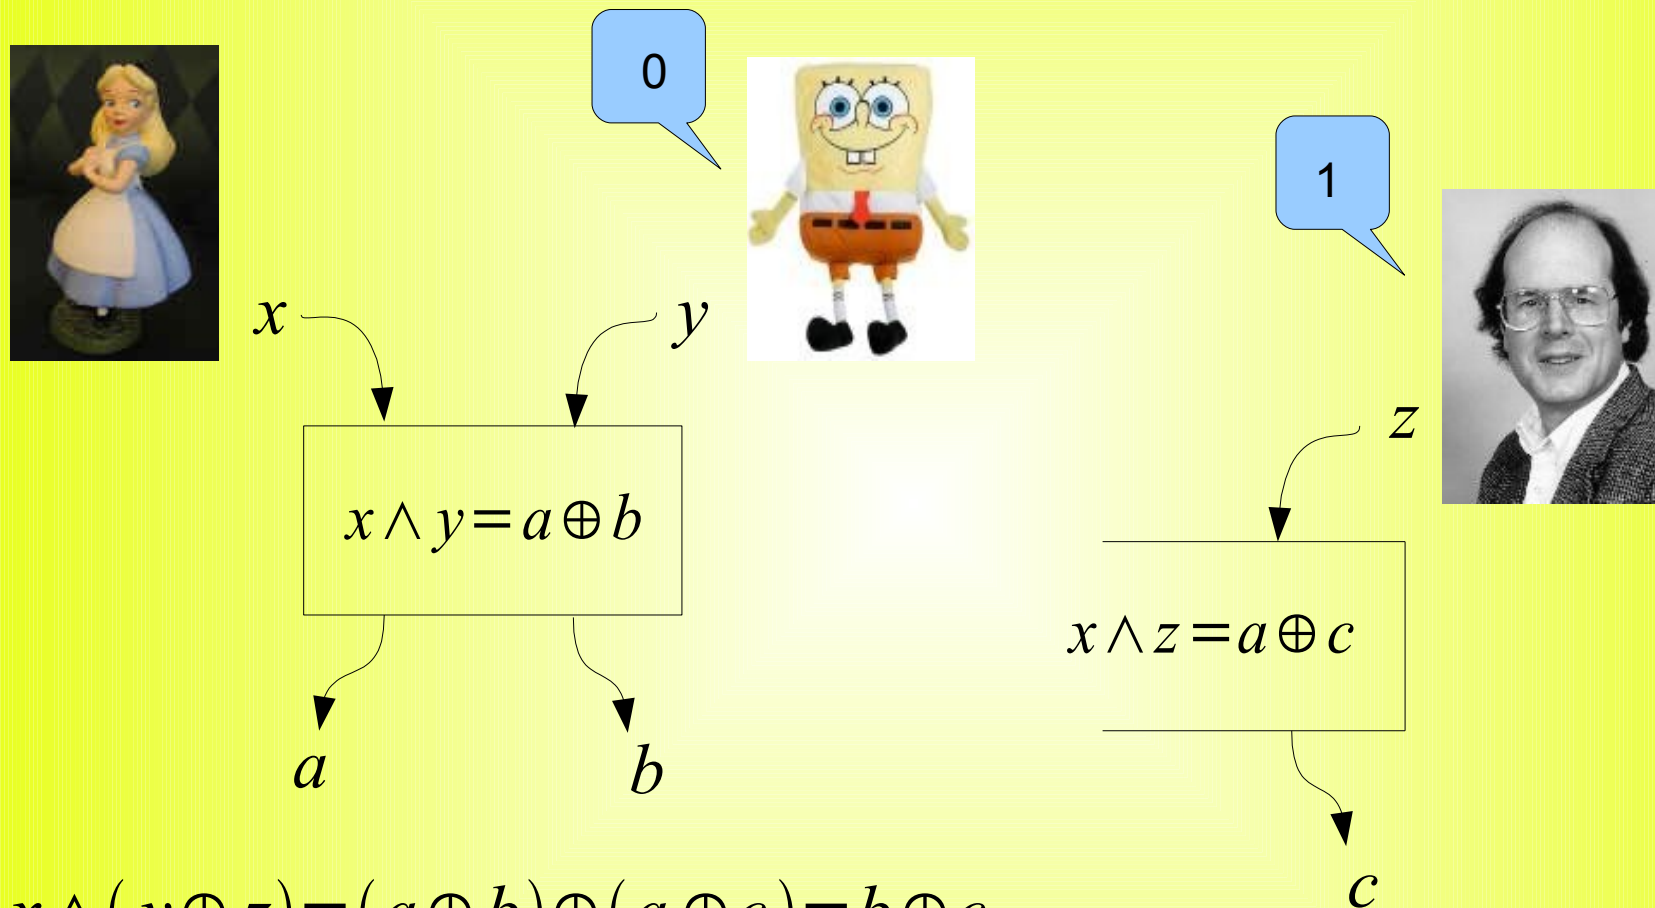 0
1
x
y
z
x ∧ y = a ⊕ b
x ∧ z = a ⊕ c
a
b
c
x ∧ ( y ⊕ z ) = ( a ⊕ b ) ⊕ ( a ⊕ c ) = b ⊕ c